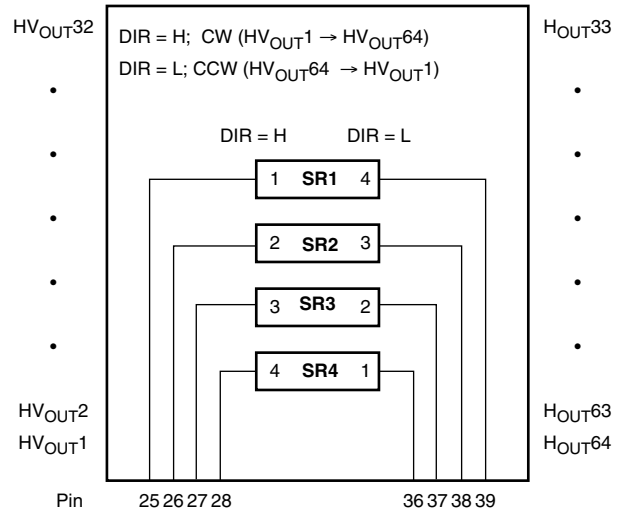 HVOUT32
DIR = H; CW (HVOUT1 → HVOUT64)
HOUT33
DIR = L; CCW (HVOUT64 → HVOUT1)
DIR = H DIR = L
1 SR1 4
2 SR2 3
3 SR3 2
4 SR4 1
HVOUT2
HOUT63
HVOUT1
HOUT64
Pin 25 26 27 28 36 37 38 39